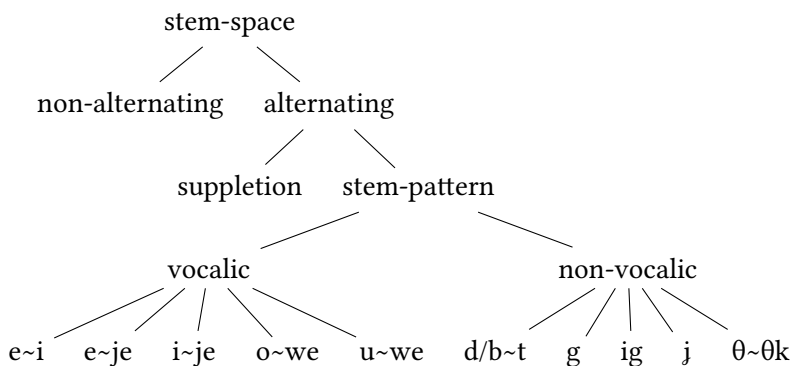 stem-space
non-alternating alternating
suppletion stem-pattern
vocalic non-vocalic
e~i e~je i~je o~we u~we d/b~t g ig ɟ θ~θk